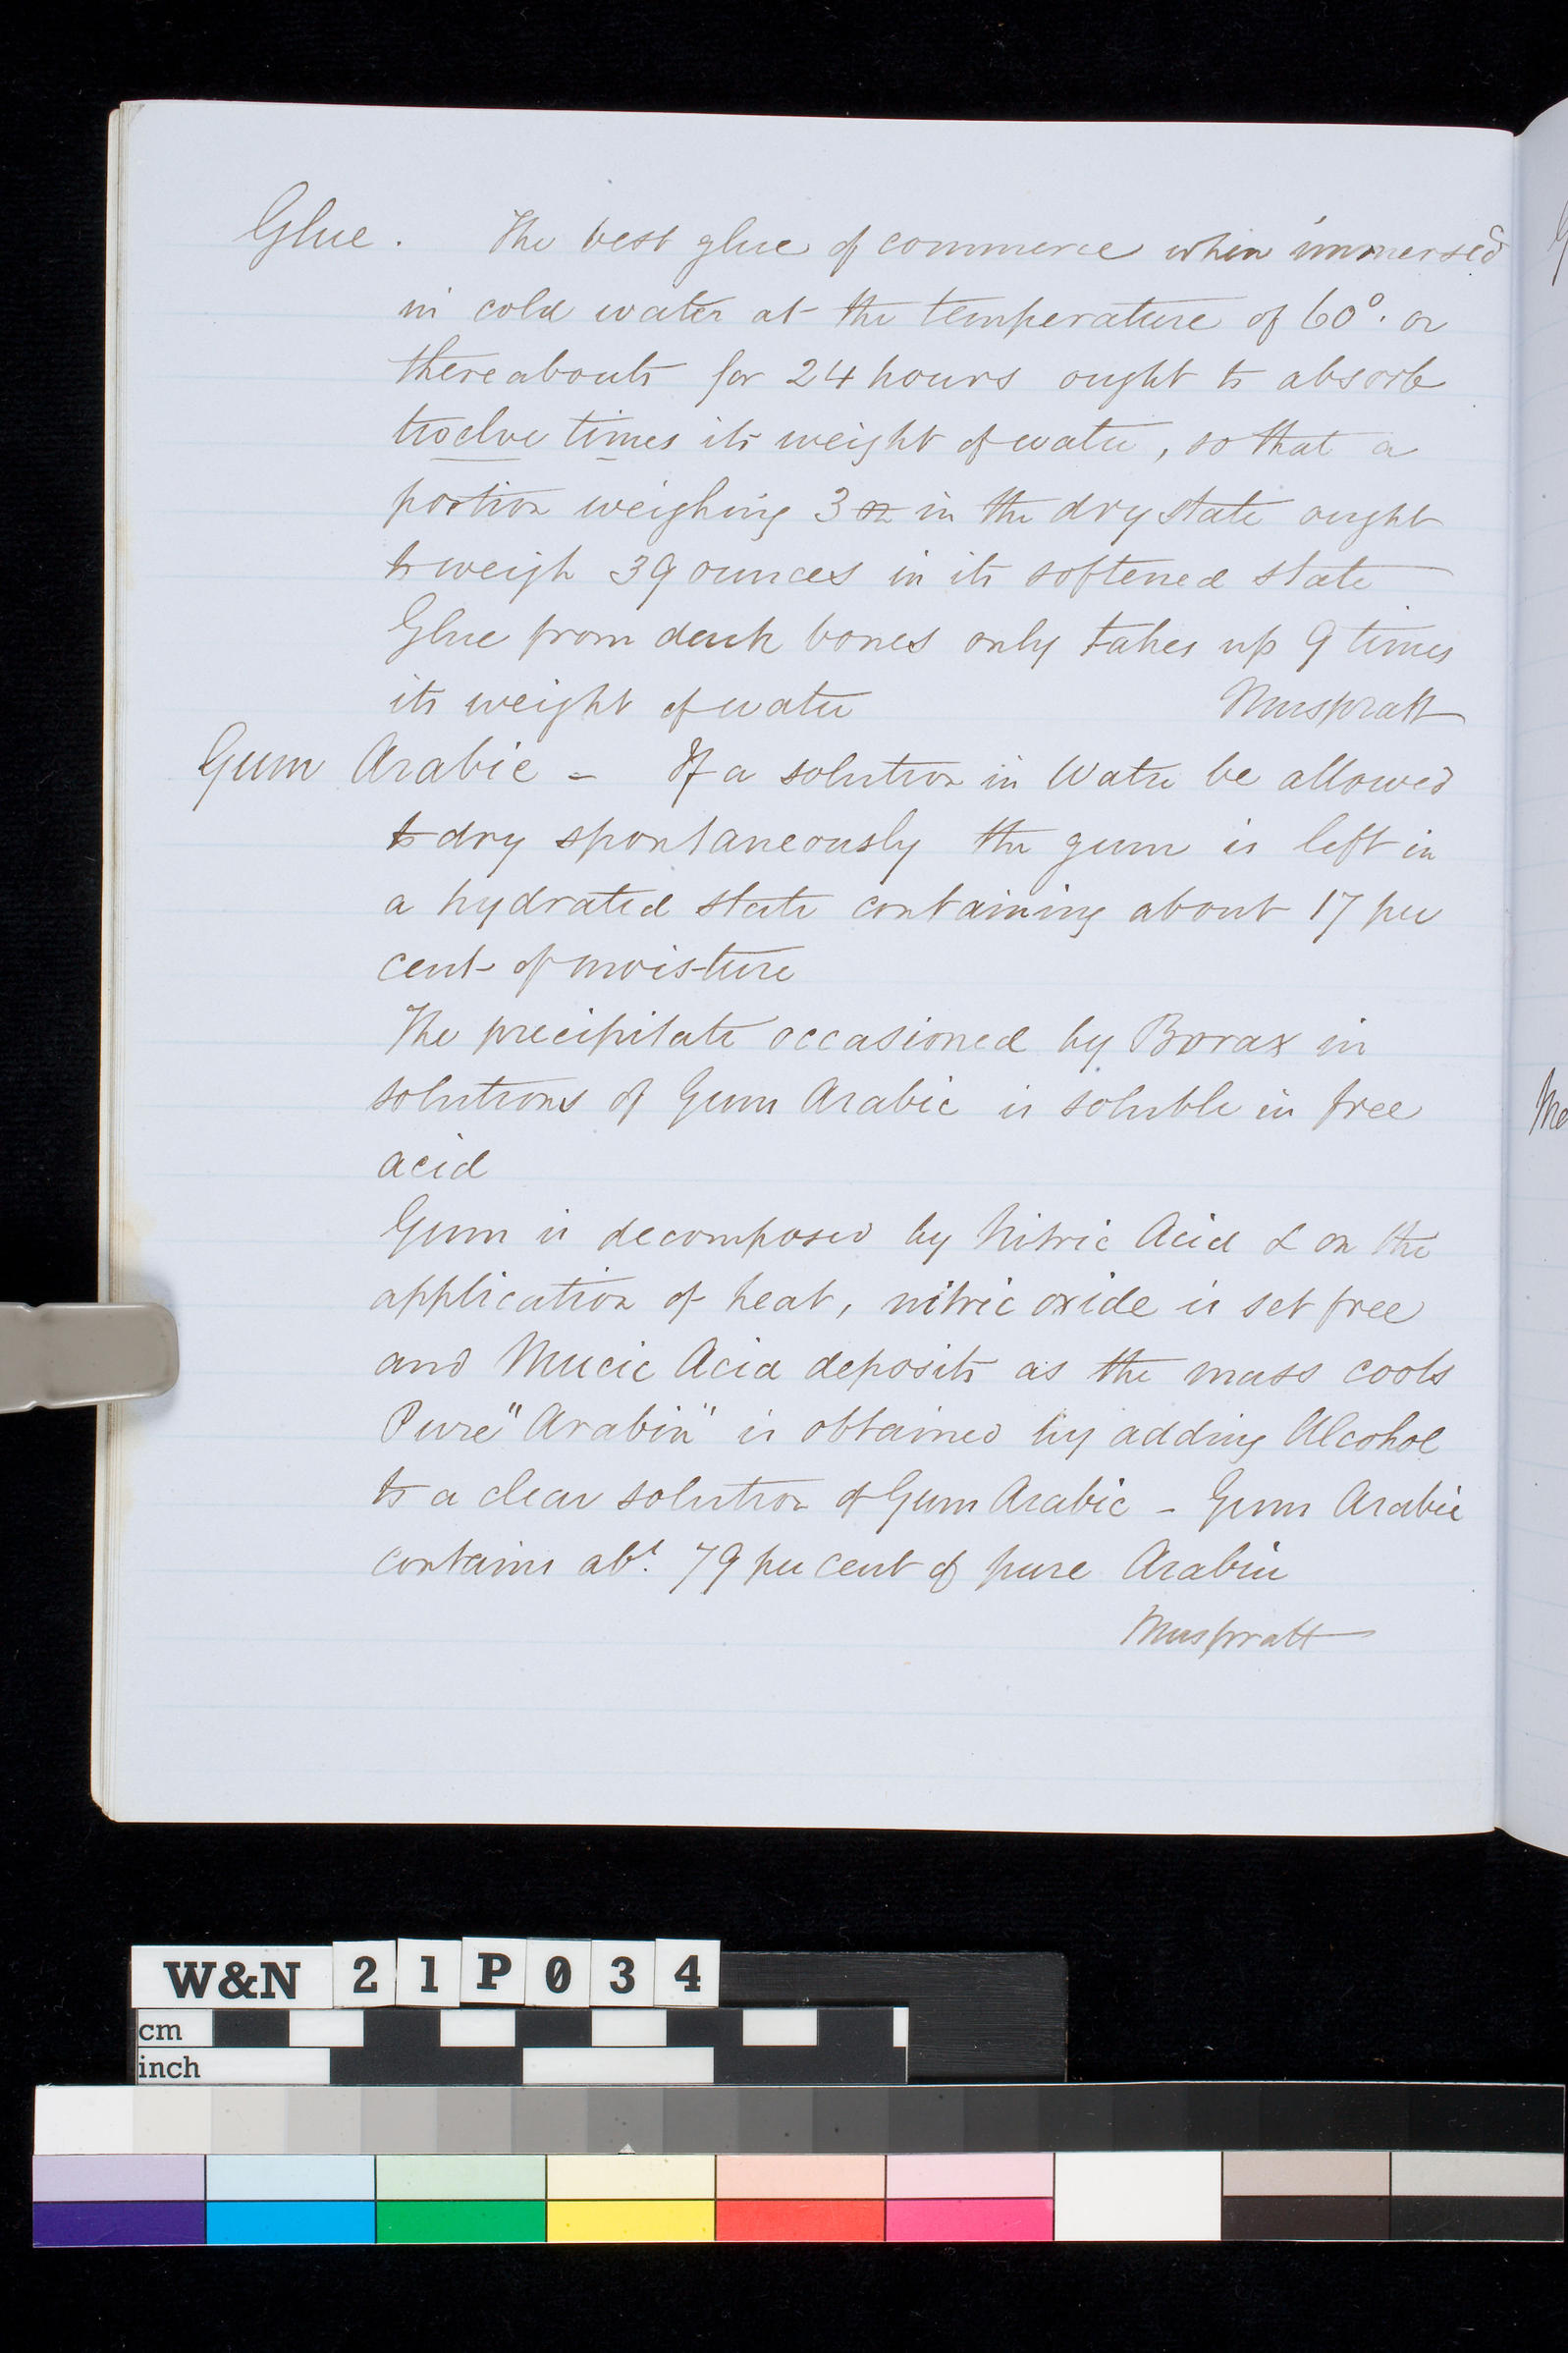 Glue. The best glue of commerce when immersed
in cold water at the temperature of 60°. or
thereabouts for 24 hours ought to absorb
twelve times its weight of water, so that a
portion weighing 3 oz in the dry state ought
to weigh 39 ounces in its softened state
Glue from bones only takes up 9 times
its weight of water Muspratt
Gum Arabic - If a solution in Water be allowed
to dry spontaneously the gum is left in
a hydrated state containing about 17 per
cent of moisture
The precipitate occasioned by Borax in
solutions of Gum Arabic is soluble in free
acid
Gum is decomposed by Nitric Acid & on the
application of heat, nitric oxide is set free
and Mucic Acid deposits as the mass cools
Pure "Arabin" is obtained by adding Alcohol
to a clear solution of Gum Arabic - Gum Arabic
contains abt. 79 per cent of pure Arabin
Muspratt
W&N 21P034
cm
inch